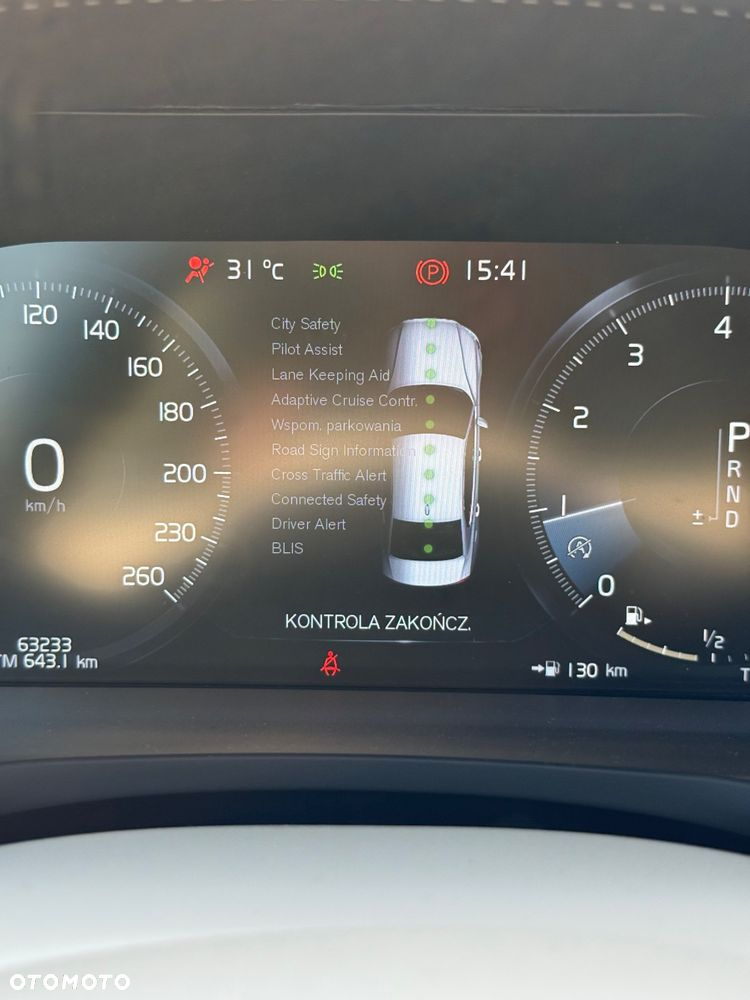 31 °C
15:41
120
140
160
180
200
230
260
0
km/h
City Safety
Pilot Assist
Lane Keeping Aid
Adaptive Cruise Contr.
Wspom. parkowania
Road Sign Information
Cross Traffic Alert
Connected Safety
Driver Alert
BLIS
KONTROLA ZAKOŃCZ.
4
3
2
1
0
P
R
N
± D
63233
TM 643.1 km
1/2
130 km
OTOMOTO